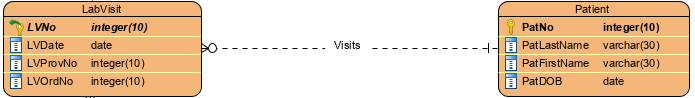 LabVisit
LVNo integer(10)
LVDate date
LVProvNo integer(10)
LVOrdNo integer(10)
Visits
Patient
PatNo integer(10)
PatLastName varchar(30)
PatFirstName varchar(30)
PatDOB date